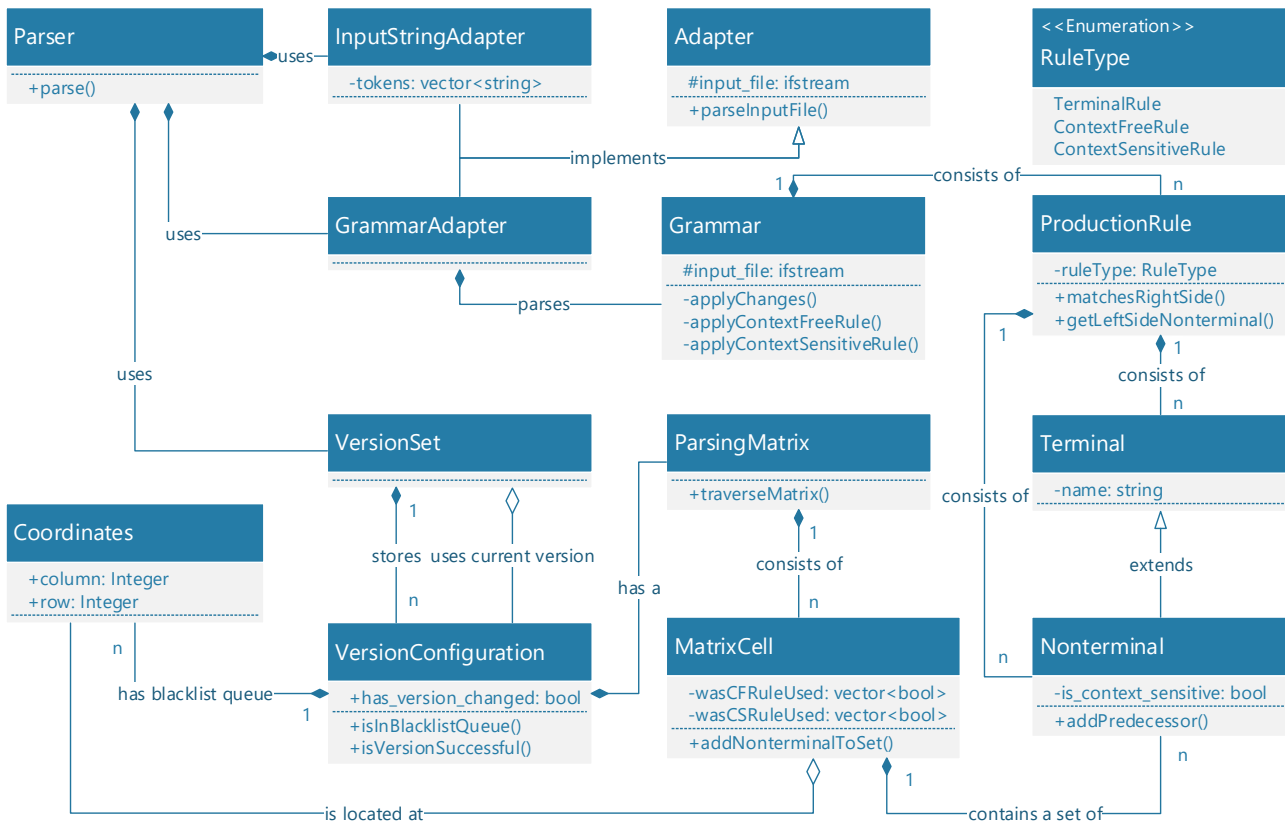 Parser
+parse()
uses
InputStringAdapter
-tokens: vector<string>
Adapter
#input_file: ifstream
+parseInputFile()
<<Enumeration>>
RuleType
TerminalRule
ContextFreeRule
ContextSensitiveRule
implements
1
consists of
n
uses
GrammarAdapter
parses
Grammar
#input_file: ifstream
-applyChanges()
-applyContextFreeRule()
-applyContextSensitiveRule()
ProductionRule
-ruleType: RuleType
+matchesRightSide()
+getLeftSideNonterminal()
1
1
consists of
n
uses
VersionSet
1
ParsingMatrix
+traverseMatrix()
1
consists of
n
Terminal
-name: string
consists of
extends
n
Coordinates
+column: Integer
+row: Integer
stores
uses current version
n
has a
n
has blacklist queue
1
VersionConfiguration
+has_version_changed: bool
+isInBlacklistQueue()
+isVersionSuccessful()
MatrixCell
-wasCFRuleUsed: vector<bool>
-wasCSRuleUsed: vector<bool>
+addNonterminalToSet()
Nonterminal
-is_context_sensitive: bool
+addPredecessor()
n
1
is located at
contains a set of